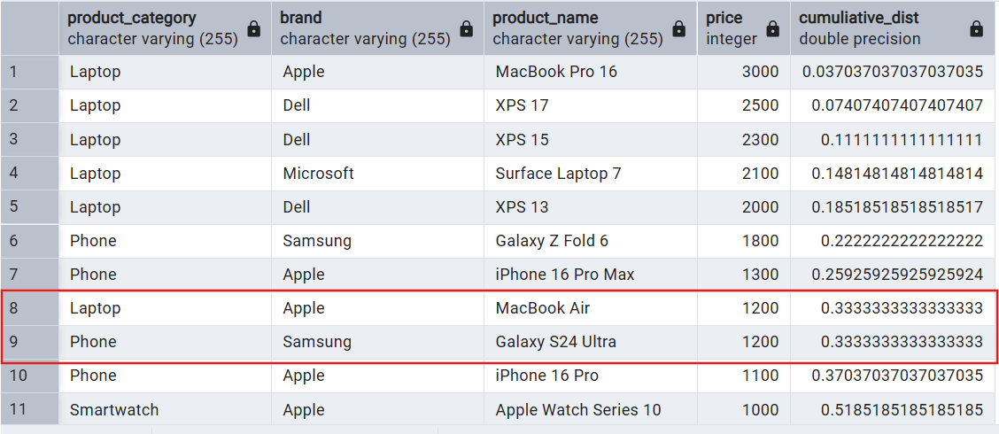 product_category brand product_name price cumuliative_dist
character varying (255) character varying (255) character varying (255) integer double precision
1 Laptop Apple MacBook Pro 16 3000 0.037037037037037035
2 Laptop Dell XPS 17 2500 0.07407407407407407
3 Laptop Dell XPS 15 2300 0.1111111111111111
4 Laptop Microsoft Surface Laptop 7 2100 0.14814814814814814
5 Laptop Dell XPS 13 2000 0.18518518518518517
6 Phone Samsung Galaxy Z Fold 6 1800 0.2222222222222222
7 Phone Apple iPhone 16 Pro Max 1300 0.25925925925925924
8 Laptop Apple MacBook Air 1200 0.3333333333333333
9 Phone Samsung Galaxy S24 Ultra 1200 0.3333333333333333
10 Phone Apple iPhone 16 Pro 1100 0.37037037037037035
11 Smartwatch Apple Apple Watch Series 10 1000 0.5185185185185185